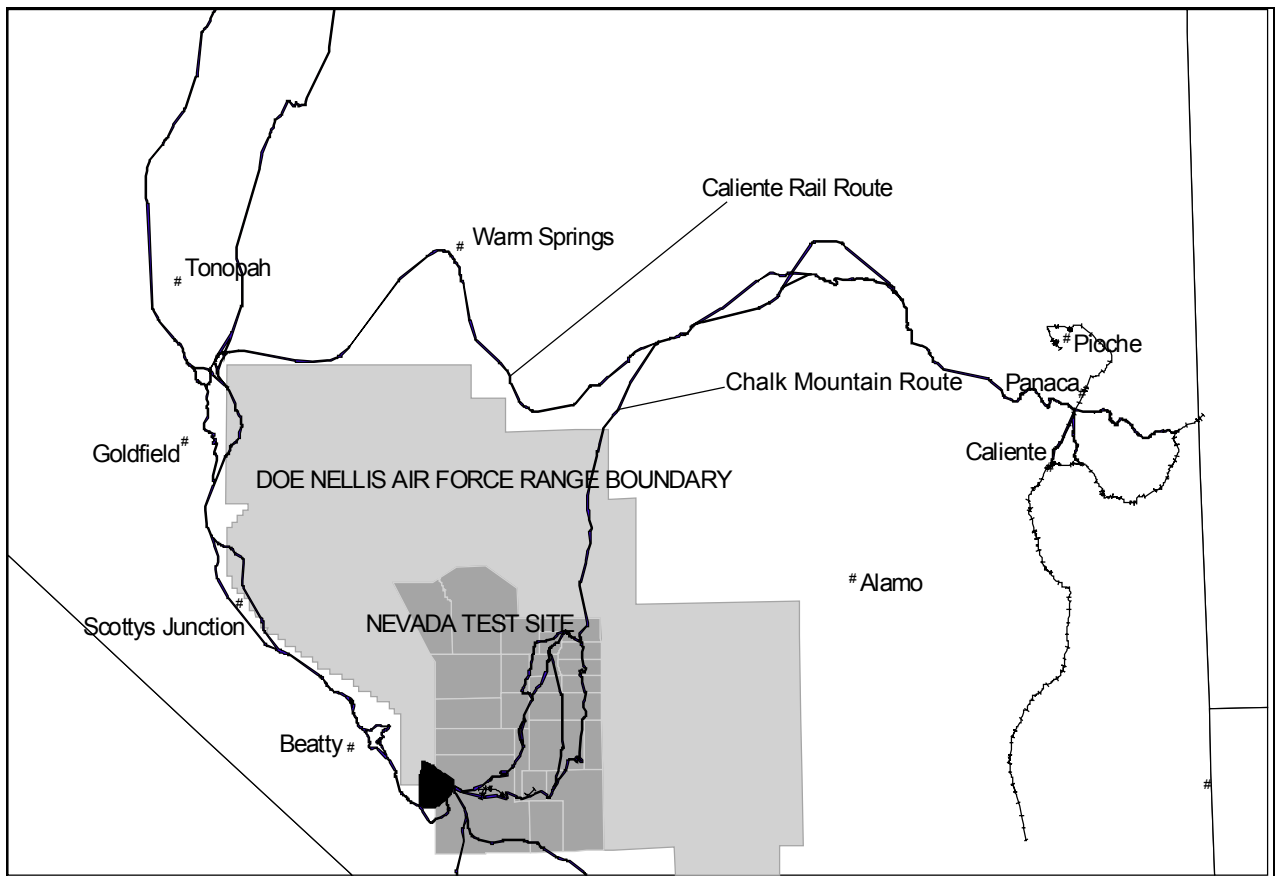 Caliente Rail Route
Warm Springs
Tonopah
Pioche
Chalk Mountain Route
Panaca
Goldfield
Caliente
DOE NELLIS AIR FORCE RANGE BOUNDARY
Alamo
NEVADA TEST SITE
Scottys Junction
Beatty